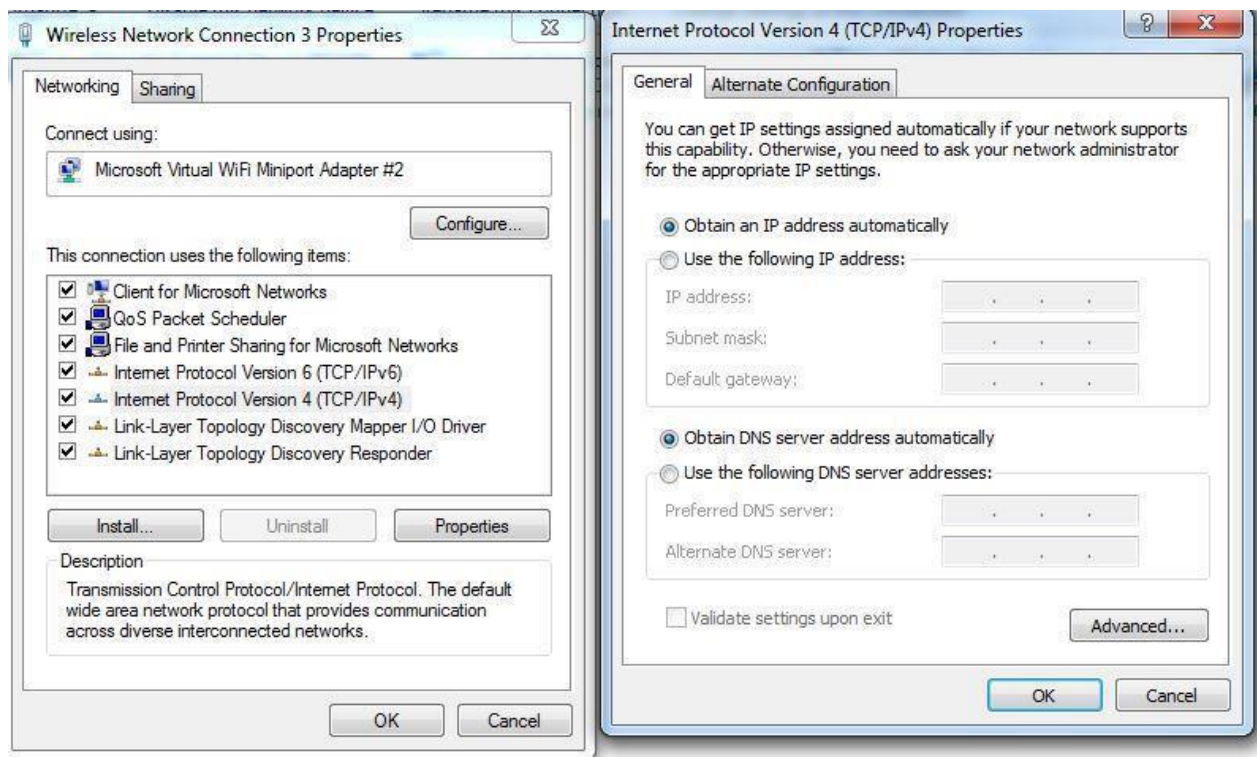 Wireless Network Connection 3 Properties
Networking
Sharing
Connect using:
Microsoft Virtual WiFi Miniport Adapter #2
Configure...
This connection uses the following items:
Client for Microsoft Networks
QoS Packet Scheduler
File and Printer Sharing for Microsoft Networks
Internet Protocol Version 6 (TCP/IPv6)
Internet Protocol Version 4 (TCP/IPv4)
Link-Layer Topology Discovery Mapper I/O Driver
Link-Layer Topology Discovery Responder
Install...
Uninstall
Properties
Description
Transmission Control Protocol/Internet Protocol. The default
wide area network protocol that provides communication
across diverse interconnected networks.
OK
Cancel
Internet Protocol Version 4 (TCP/IPv4) Properties
General
Alternate Configuration
You can get IP settings assigned automatically if your network supports
this capability. Otherwise, you need to ask your network administrator
for the appropriate IP settings.
Obtain an IP address automatically
Use the following IP address:
IP address:
Subnet mask:
Default gateway:
Obtain DNS server address automatically
Use the following DNS server addresses:
Preferred DNS server:
Alternate DNS server:
Validate settings upon exit
Advanced...
OK
Cancel